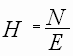 H = N/E